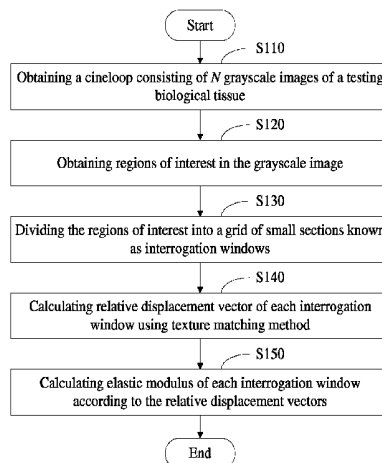 Start
S110
Obtaining a cineloop consisting of N grayscale images of a testing
biological tissue
S120
Obtaining regions of interest in the grayscale image
S130
Dividing the regions of interest into a grid of small sections known
as interrogation windows
S140
Calculating relative displacement vector of each interrogation
window using texture matching method
S150
Calculating elastic modulus of each interrogation window
according to the relative displacement vectors
End